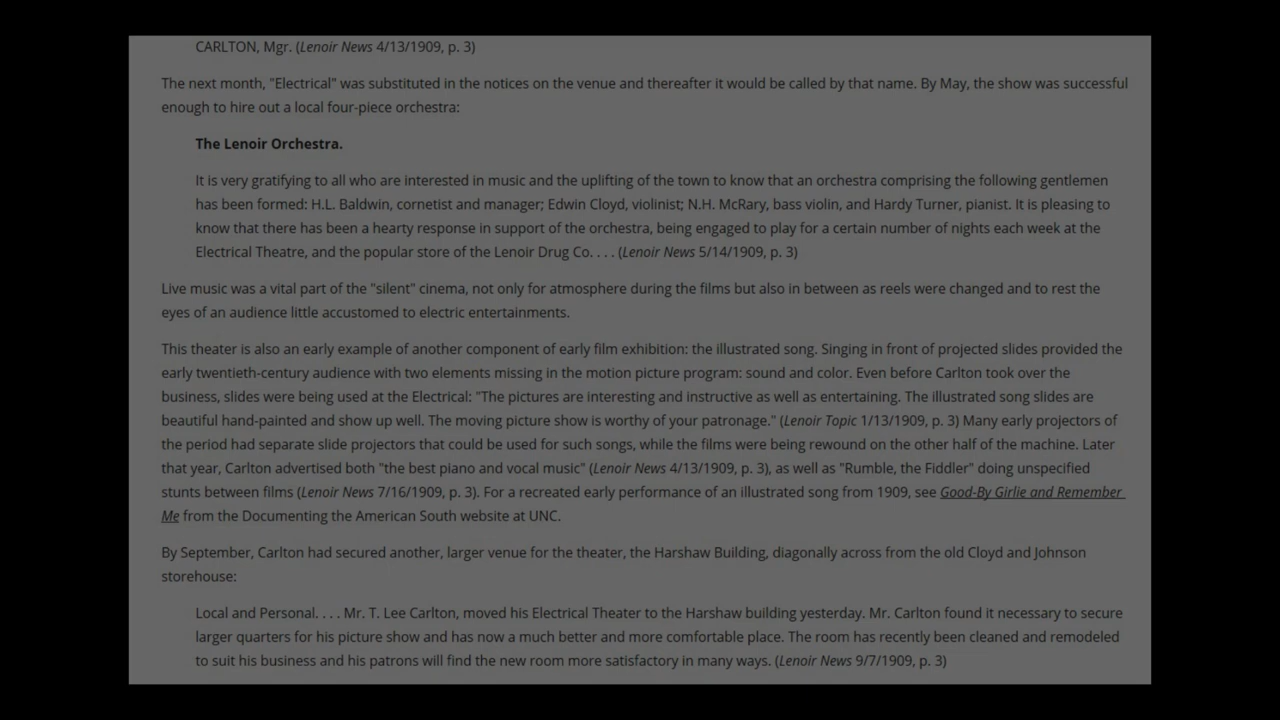 CARLTON, Mgr. (Lenoir News 4/13/1909, p. 3)
The next month, "Electrical" was substituted in the notices on the venue and thereafter it would be called by that name. By May, the show was successful
enough to hire out a local four-piece orchestra:
The Lenoir Orchestra.
It is very gratifying to all who are interested in music and the uplifting of the town to know that an orchestra comprising the following gentlemen
has been formed: H.L. Baldwin, cornetist and manager; Edwin Cloyd, violinist; N.H. McRary, bass violin, and Hardy Turner, pianist. It is pleasing to
know that there has been a hearty response in support of the orchestra, being engaged to play for a certain number of nights each week at the
Electrical Theatre, and the popular store of the Lenoir Drug Co. . . . (Lenoir News 5/14/1909, p. 3)
Live music was a vital part of the "silent" cinema, not only for atmosphere during the films but also in between as reels were changed and to rest the
eyes of an audience little accustomed to electric entertainments.
This theater is also an early example of another component of early film exhibition: the illustrated song. Singing in front of projected slides provided the
early twentieth-century audience with two elements missing in the motion picture program: sound and color. Even before Carlton took over the
business, slides were being used at the Electrical: "The pictures are interesting and instructive as well as entertaining. The illustrated song slides are
beautiful hand-painted and show up well. The moving picture show is worthy of your patronage." (Lenoir Topic 1/13/1909, p. 3) Many early projectors of
the period had separate slide projectors that could be used for such songs, while the films were being rewound on the other half of the machine. Later
that year, Carlton advertised both "the best piano and vocal music" (Lenoir News 4/13/1909, p. 3), as well as "Rumble, the Fiddler" doing unspecified
stunts between films (Lenoir News 7/16/1909, p. 3). For a recreated early performance of an illustrated song from 1909, see Good-By Girlie and Remember
Me from the Documenting the American South website at UNC.
By September, Carlton had secured another, larger venue for the theater, the Harshaw Building, diagonally across from the old Cloyd and Johnson
storehouse:
Local and Personal. . . . Mr. T. Lee Carlton, moved his Electrical Theater to the Harshaw building yesterday. Mr. Carlton found it necessary to secure
larger quarters for his picture show and has now a much better and more comfortable place. The room has recently been cleaned and remodeled
to suit his business and his patrons will find the new room more satisfactory in many ways. (Lenoir News 9/7/1909, p. 3)